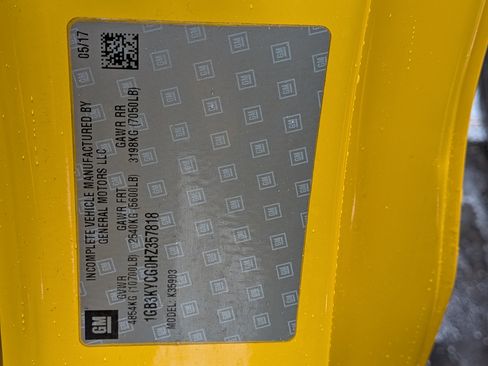 GM
INCOMPLETE VEHICLE MANUFACTURED BY
GENERAL MOTORS LLC
05/17
GVWR GAWR FRT GAWR RR
4854KG (10700LB) 2540KG (5600LB) 3198KG (7050LB)
1GB3KYCG0HZ357818
MODEL: K35903